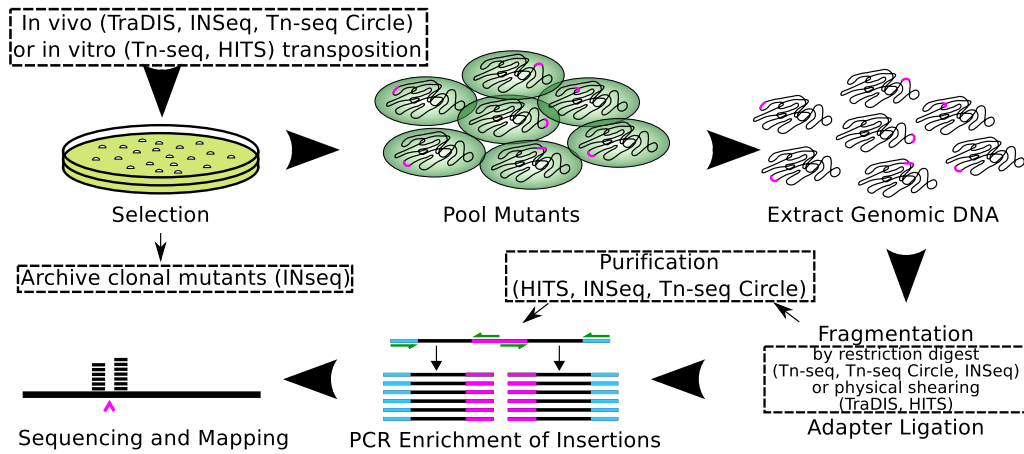 In vivo (TraDIS, INSeq, Tn-seq Circle)
or in vitro (Tn-seq, HITS) transposition
Selection
Pool Mutants
Extract Genomic DNA
Archive clonal mutants (INseq)
Purification
(HITS, INSeq, Tn-seq Circle)
Fragmentation
by restriction digest
(Tn-seq, Tn-seq Circle, INSeq)
or physical shearing
(TraDIS, HITS)
Adapter Ligation
PCR Enrichment of Insertions
Sequencing and Mapping